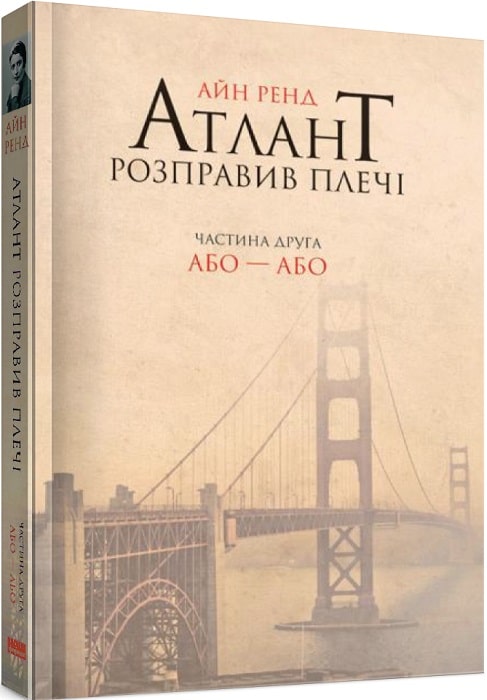 АЙН РЕНД
АТЛАНТ
РОЗПРАВИВ ПЛЕЧІ
ЧАСТИНА ДРУГА
АБО — АБО
АЙН
РЕНД
АТЛАНТ РОЗПРАВИВ ПЛЕЧІ
ЧАСТИНА ДРУГА
АБО — АБО